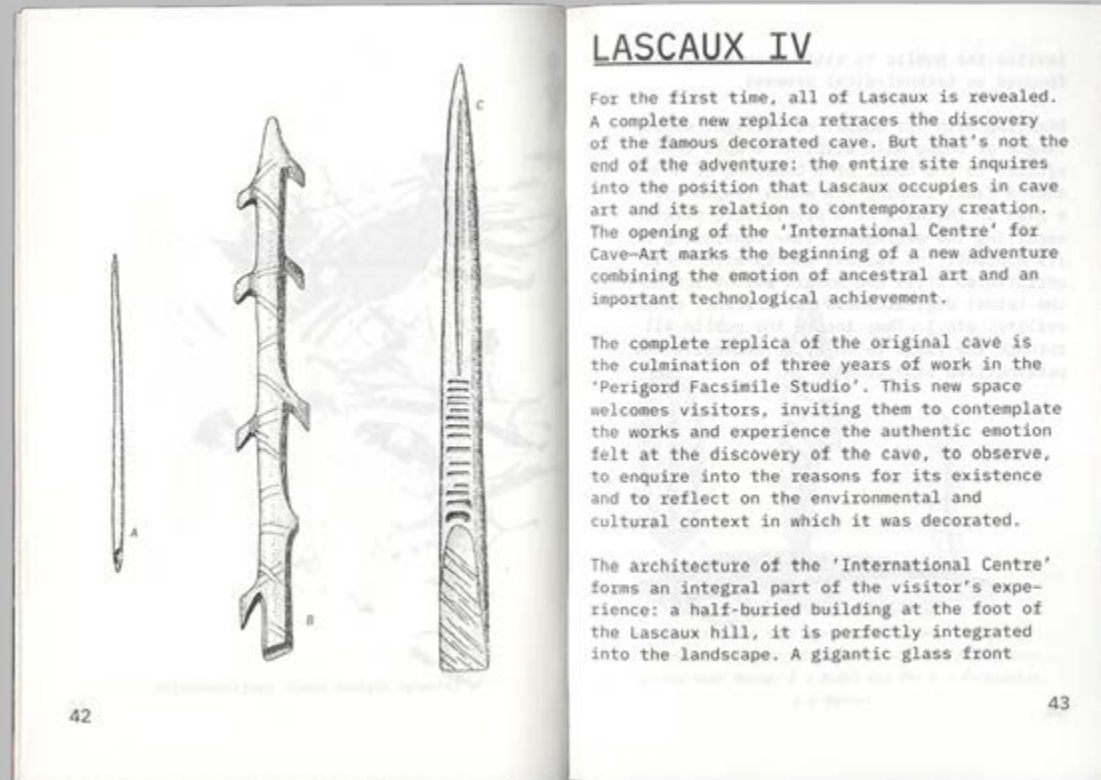 A
B
C
42
LASCAUX IV
For the first time, all of Lascaux is revealed.
A complete new replica retraces the discovery
of the famous decorated cave. But that's not the
end of the adventure: the entire site inquires
into the position that Lascaux occupies in cave
art and its relation to contemporary creation.
The opening of the 'International Centre' for
Cave-Art marks the beginning of a new adventure
combining the emotion of ancestral art and an
important technological achievement.
The complete replica of the original cave is
the culmination of three years of work in the
'Perigord Facsimile Studio'. This new space
welcomes visitors, inviting them to contemplate
the works and experience the authentic emotion
felt at the discovery of the cave, to observe,
to enquire into the reasons for its existence
and to reflect on the environmental and
cultural context in which it was decorated.
The architecture of the 'International Centre'
forms an integral part of the visitor's expe-
rience: a half-buried building at the foot of
the Lascaux hill, it is perfectly integrated
into the landscape. A gigantic glass front
43